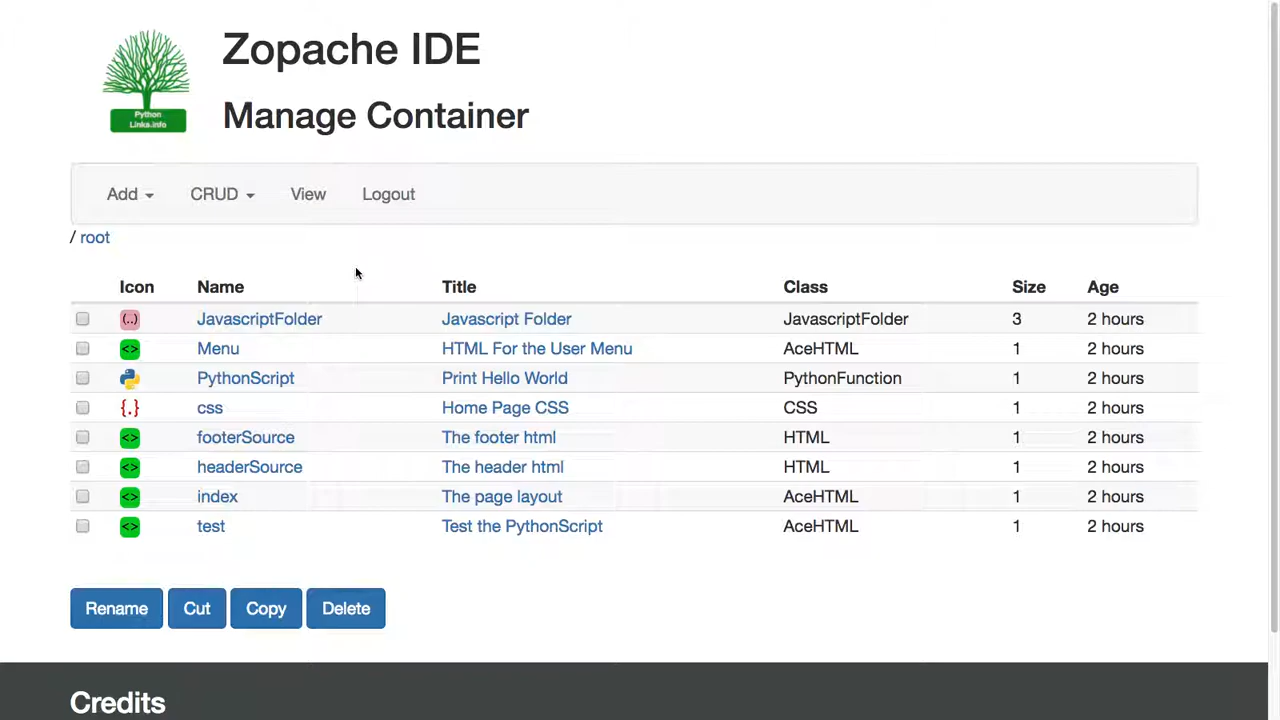 Zopache IDE
Python
Links.info
Manage Container
Add CRUD View Logout
/ root
Icon Name Title Class Size Age
(..) JavascriptFolder Javascript Folder JavascriptFolder 3 2 hours
<> Menu HTML For the User Menu AceHTML 1 2 hours
PythonScript Print Hello World PythonFunction 1 2 hours
{.} css Home Page CSS CSS 1 2 hours
<> footerSource The footer html HTML 1 2 hours
<> headerSource The header html HTML 1 2 hours
<> index The page layout AceHTML 1 2 hours
<> test Test the PythonScript AceHTML 1 2 hours
Rename Cut Copy Delete
Credits